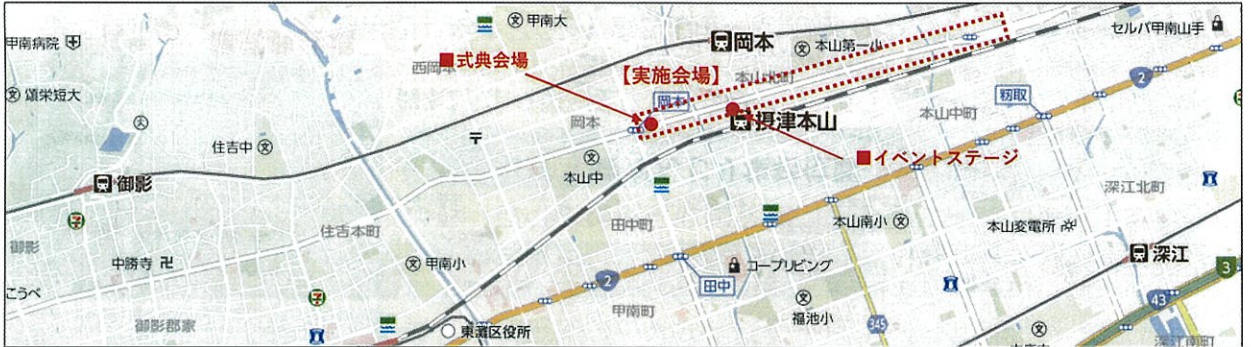 甲南病院
甲南大
岡本
セルバ甲南山手
西岡本
■式典会場
【実施会場】
本山第一小
本山北町
2
頌栄短大
岡本
岡本
籾取
本山中町
摂津本山
住吉中
〒
本山中
■イベントステージ
御影
深江北町
田中町
本山南小
本山変電所
住吉本町
御影
中勝寺
甲南小
コープリビング
深江
2
田中
3
こうべ
甲南町
43
福池小
御影郡家
東灘区役所
345
深江南町